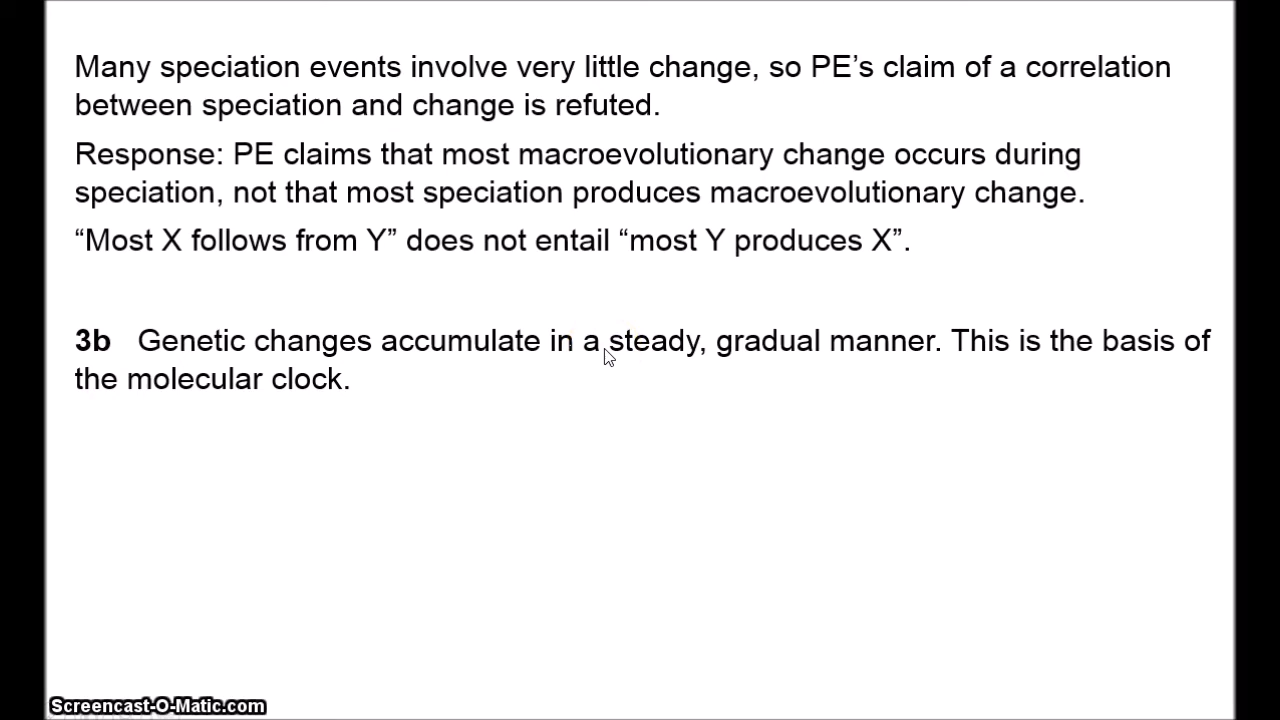 Many speciation events involve very little change, so PE’s claim of a correlation
between speciation and change is refuted.
Response: PE claims that most macroevolutionary change occurs during
speciation, not that most speciation produces macroevolutionary change.
“Most X follows from Y” does not entail “most Y produces X”.
3b Genetic changes accumulate in a steady, gradual manner. This is the basis of
the molecular clock.
Screencast-O-Matic.com